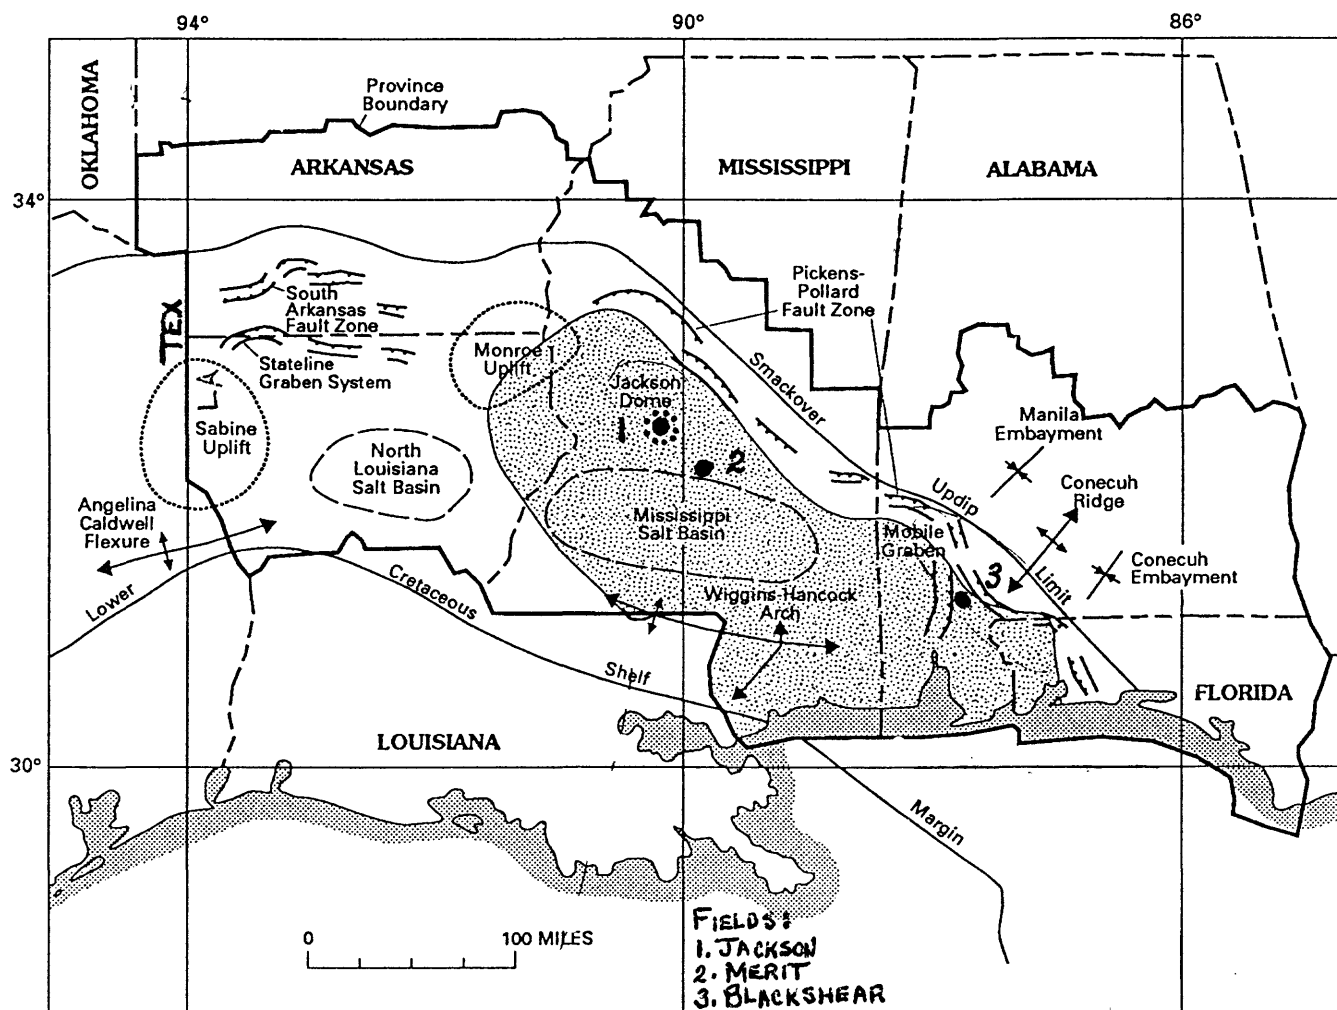 94°
90°
86°
OKLAHOMA
Province
Boundary
ARKANSAS
MISSISSIPPI
ALABAMA
34°
Pickens-
Pollard
Fault Zone
South
Arkansas
Fault Zone
TEX
Monroe
Uplift
Smackover
Stateline
Graben System
LA
Jackson
Dome
1
Manila
Embayment
Sabine
Uplift
North
Louisiana
Salt Basin
2
Conecuh
Ridge
Updip
Angelina
Caldwell
Flexure
Mississippi
Salt Basin
Mobile
Graben
3
Limit
Conecuh
Embayment
Lower
Cretaceous
Wiggins-Hancock
Arch
Shelf
FLORIDA
LOUISIANA
30°
Margin
0
100 MILES
FIELDS:
1. JACKSON
2. MERIT
3. BLACKSHEAR